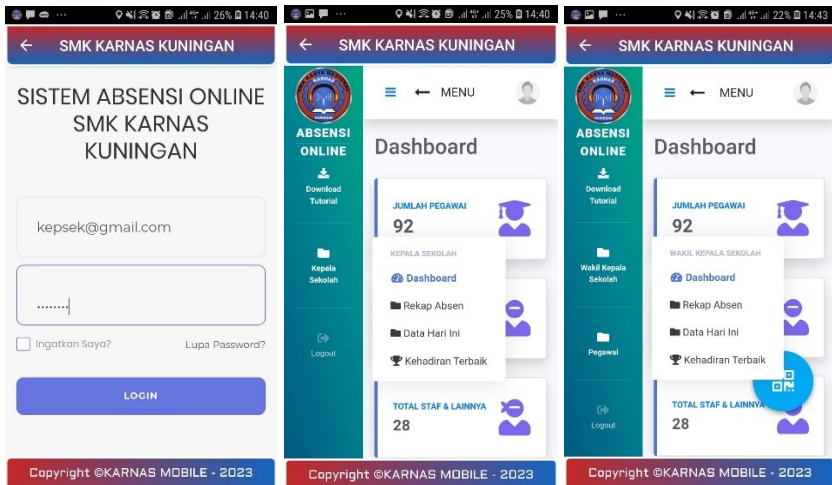 26% 14:40
SMK KARNAS KUNINGAN
SISTEM ABSENSI ONLINE
SMK KARNAS
KUNINGAN
kepsek@gmail.com
........
Ingatkan Saya?
Lupa Password?
LOGIN
Copyright ©KARNAS MOBILE - 2023
25% 14:40
SMK KARNAS KUNINGAN
MENU
ABSENSI
ONLINE
Download
Tutorial
Kepala
Sekolah
Logout
Dashboard
JUMLAH PEGAWAI
92
KEPALA SEKOLAH
Dashboard
Rekap Absen
Data Hari Ini
Kehadiran Terbaik
TOTAL STAF & LAINNYA
28
Copyright ©KARNAS MOBILE - 2023
22% 14:43
SMK KARNAS KUNINGAN
MENU
ABSENSI
ONLINE
Download
Tutorial
Wakil Kepala
Sekolah
Pegawai
Logout
Dashboard
JUMLAH PEGAWAI
92
WAKIL KEPALA SEKOLAH
Dashboard
Rekap Absen
Data Hari Ini
Kehadiran Terbaik
TOTAL STAF & LAINNYA
28
Copyright ©KARNAS MOBILE - 2023